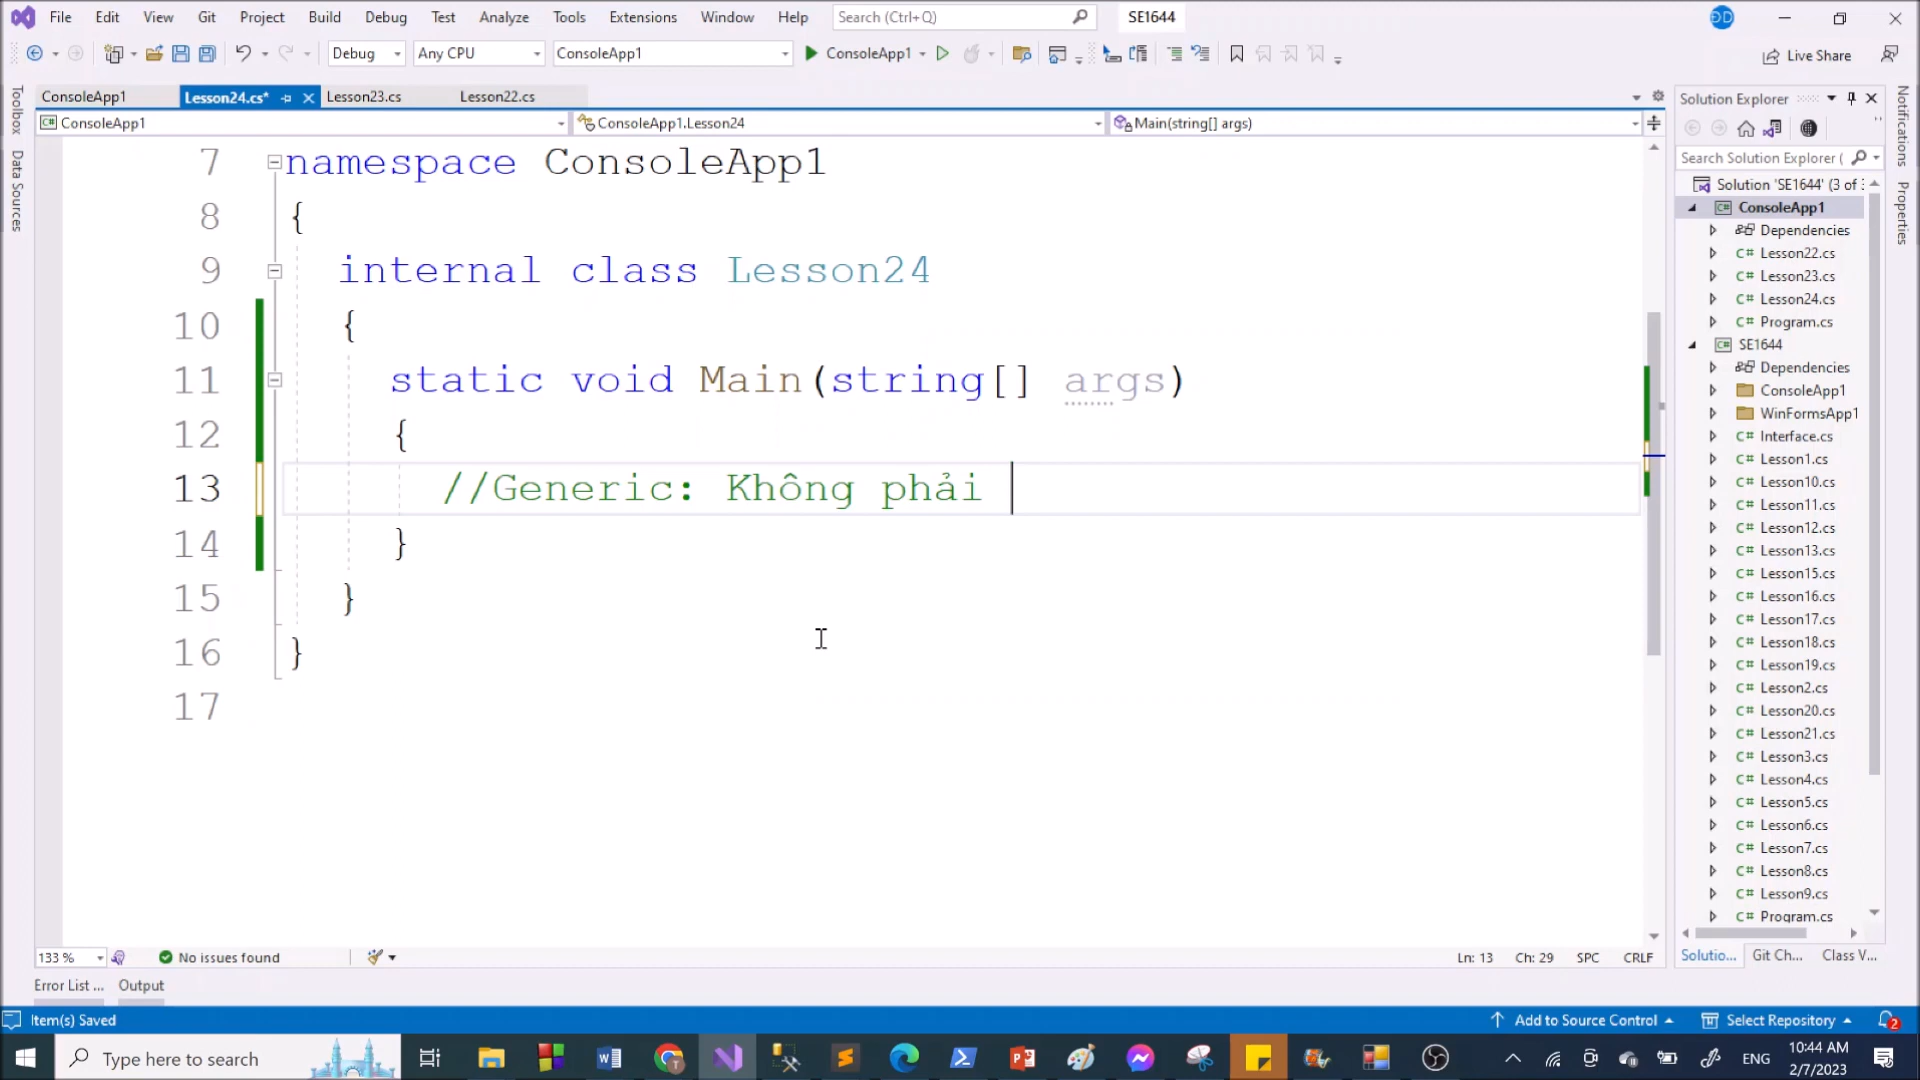 File Edit View Git Project Build Debug Test Analyze Tools Extensions Window Help Search (Ctrl+Q) SE1644 ĐD
Debug Any CPU ConsoleApp1 ConsoleApp1 Live Share
ConsoleApp1 Lesson24.cs* Lesson23.cs Lesson22.cs
ConsoleApp1 ConsoleApp1.Lesson24 Main(string[] args)
Toolbox
Data Sources
7 namespace ConsoleApp1
8 {
9 internal class Lesson24
10 {
11 static void Main(string[] args)
12 {
13 //Generic: Không phải
14 }
15 }
16 }
17
Solution Explorer
Search Solution Explorer (
Solution 'SE1644' (3 of
ConsoleApp1
Dependencies
Lesson22.cs
Lesson23.cs
Lesson24.cs
Program.cs
SE1644
Dependencies
ConsoleApp1
WinFormsApp1
Interface.cs
Lesson1.cs
Lesson10.cs
Lesson11.cs
Lesson12.cs
Lesson13.cs
Lesson15.cs
Lesson16.cs
Lesson17.cs
Lesson18.cs
Lesson19.cs
Lesson2.cs
Lesson20.cs
Lesson21.cs
Lesson3.cs
Lesson4.cs
Lesson5.cs
Lesson6.cs
Lesson7.cs
Lesson8.cs
Lesson9.cs
Program.cs
Solutio... Git Ch... Class V...
Notifications
Properties
133 % No issues found Ln: 13 Ch: 29 SPC CRLF
Error List ... Output
Item(s) Saved Add to Source Control Select Repository 2
Type here to search ENG 10:44 AM
2/7/2023